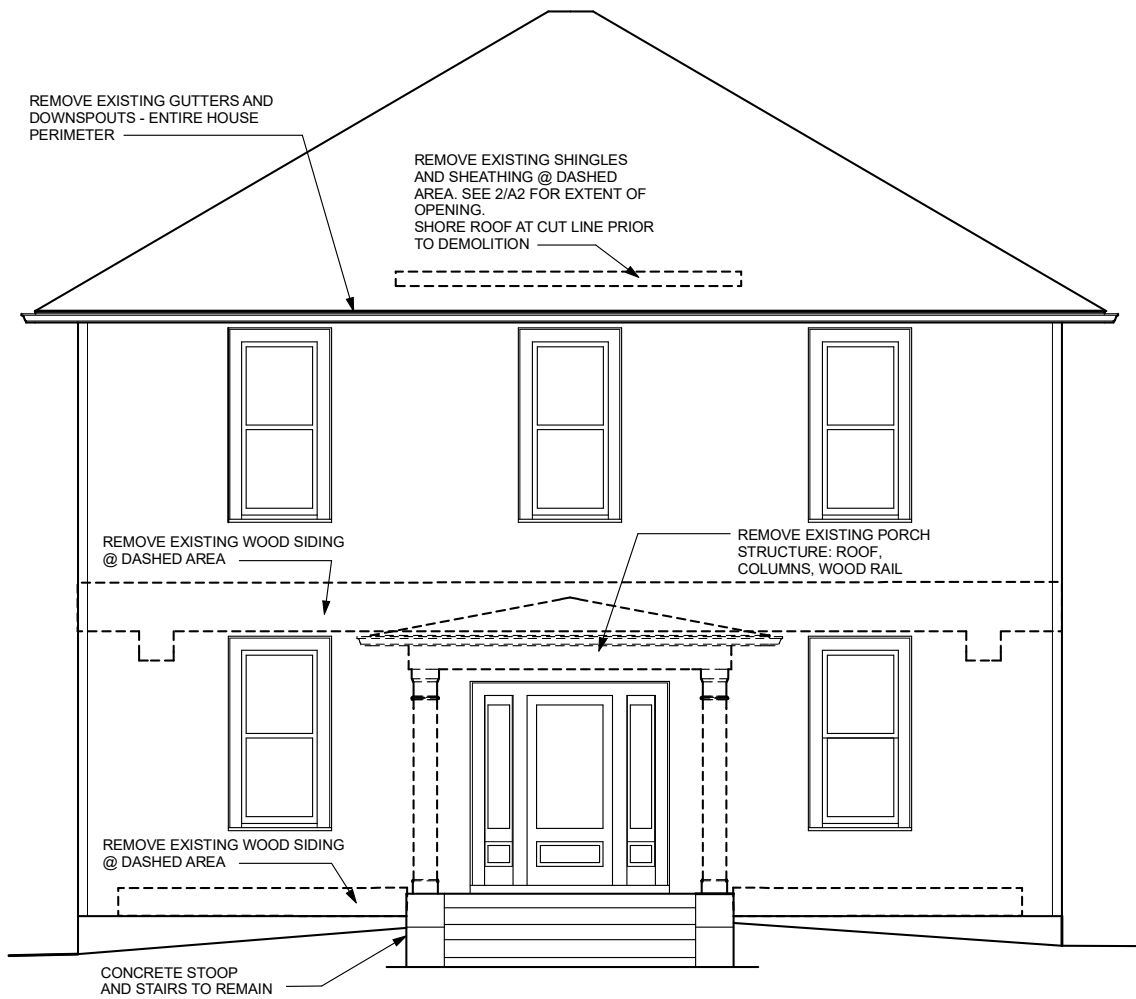 REMOVE EXISTING GUTTERS AND
DOWNSPOUTS - ENTIRE HOUSE
PERIMETER
REMOVE EXISTING SHINGLES
AND SHEATHING @ DASHED
AREA. SEE 2/A2 FOR EXTENT OF
OPENING.
SHORE ROOF AT CUT LINE PRIOR
TO DEMOLITION
REMOVE EXISTING WOOD SIDING
@ DASHED AREA
REMOVE EXISTING PORCH
STRUCTURE: ROOF,
COLUMNS, WOOD RAIL
REMOVE EXISTING WOOD SIDING
@ DASHED AREA
CONCRETE STOOP
AND STAIRS TO REMAIN